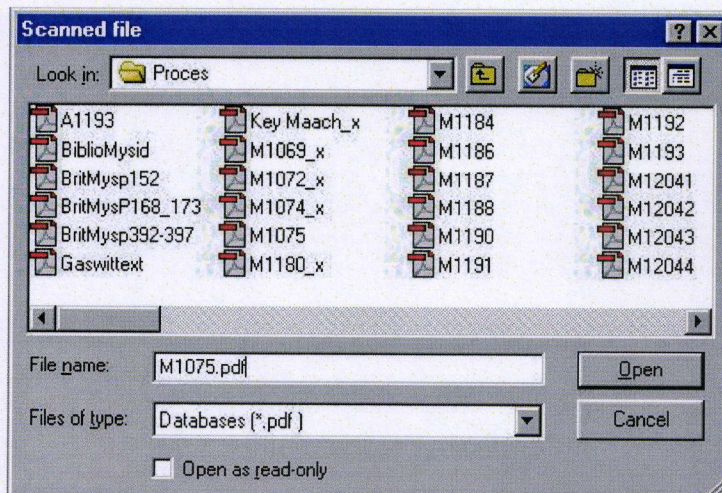 Scanned file
Look in: Proces
A1193 Key Maach_x M1184 M1192
BiblioMysid M1069_x M1186 M1193
BritMysp152 M1072_x M1187 M12041
BritMysP168_173 M1074_x M1188 M12042
BritMysp392-397 M1075 M1190 M12043
Gaswittext M1180_x M1191 M12044
File name: M1075.pdf Open
Files of type: Databases (*.pdf ) Cancel
Open as read-only